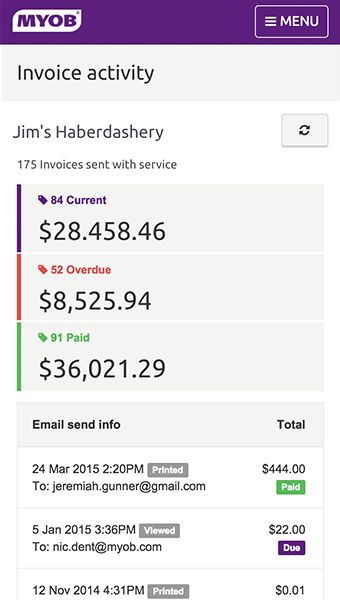 MYOB
MENU
Invoice activity
Jim's Haberdashery
175 Invoices sent with service
84 Current
$28.458.46
52 Overdue
$8,525.94
91 Paid
$36,021.29
Email send info Total
24 Mar 2015 2:20PM Printed $444.00
To: jeremiah.gunner@gmail.com Paid
5 Jan 2015 3:36PM Viewed $22.00
To: nic.dent@myob.com Due
12 Nov 2014 4:31PM Printed $0.01